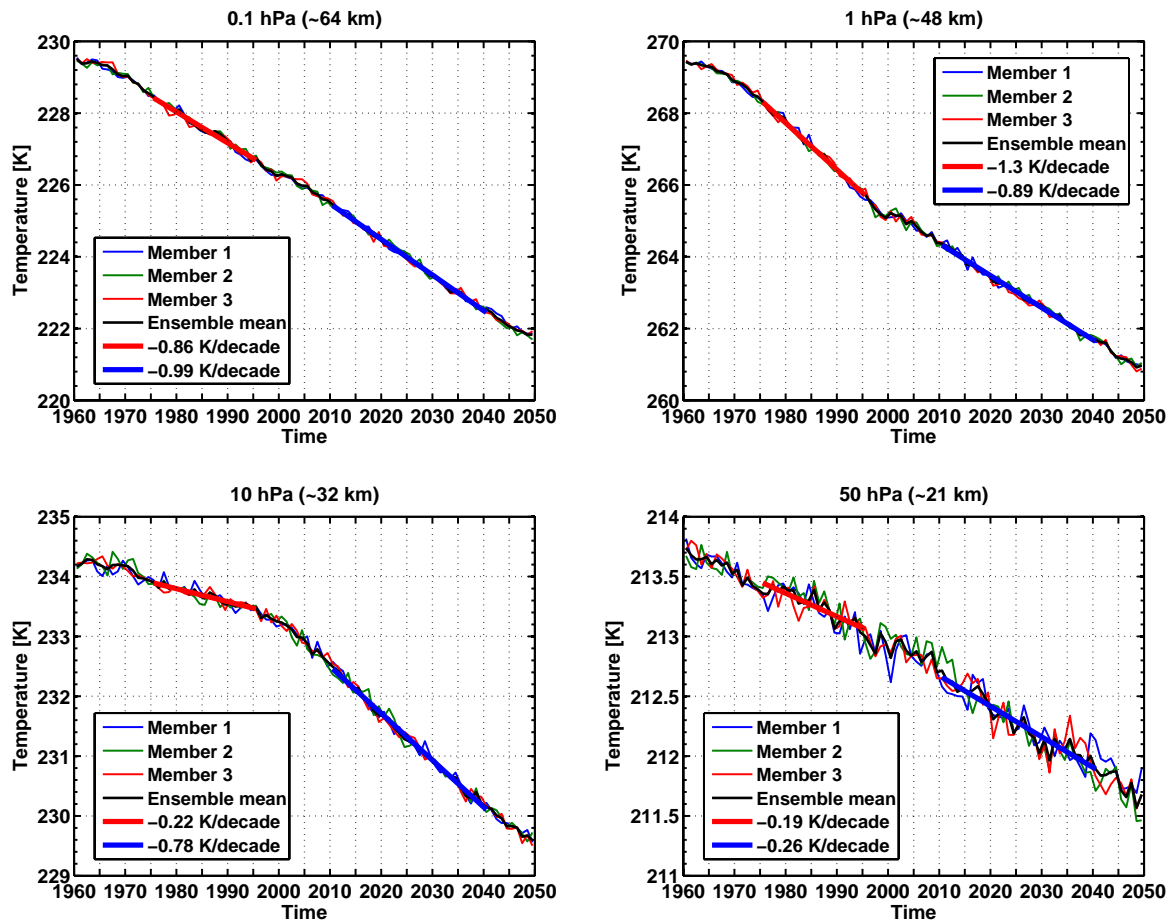 0.1 hPa (~64 km)
Temperature [K]
230
228
226
224
222
220
Member 1
Member 2
Member 3
Ensemble mean
−0.86 K/decade
−0.99 K/decade
1960 1970 1980 1990 2000 2010 2020 2030 2040 2050
Time
1 hPa (~48 km)
Temperature [K]
270
268
266
264
262
260
Member 1
Member 2
Member 3
Ensemble mean
−1.3 K/decade
−0.89 K/decade
1960 1970 1980 1990 2000 2010 2020 2030 2040 2050
Time
10 hPa (~32 km)
Temperature [K]
235
234
233
232
231
230
229
Member 1
Member 2
Member 3
Ensemble mean
−0.22 K/decade
−0.78 K/decade
1960 1970 1980 1990 2000 2010 2020 2030 2040 2050
Time
50 hPa (~21 km)
Temperature [K]
214
213.5
213
212.5
212
211.5
211
Member 1
Member 2
Member 3
Ensemble mean
−0.19 K/decade
−0.26 K/decade
1960 1970 1980 1990 2000 2010 2020 2030 2040 2050
Time